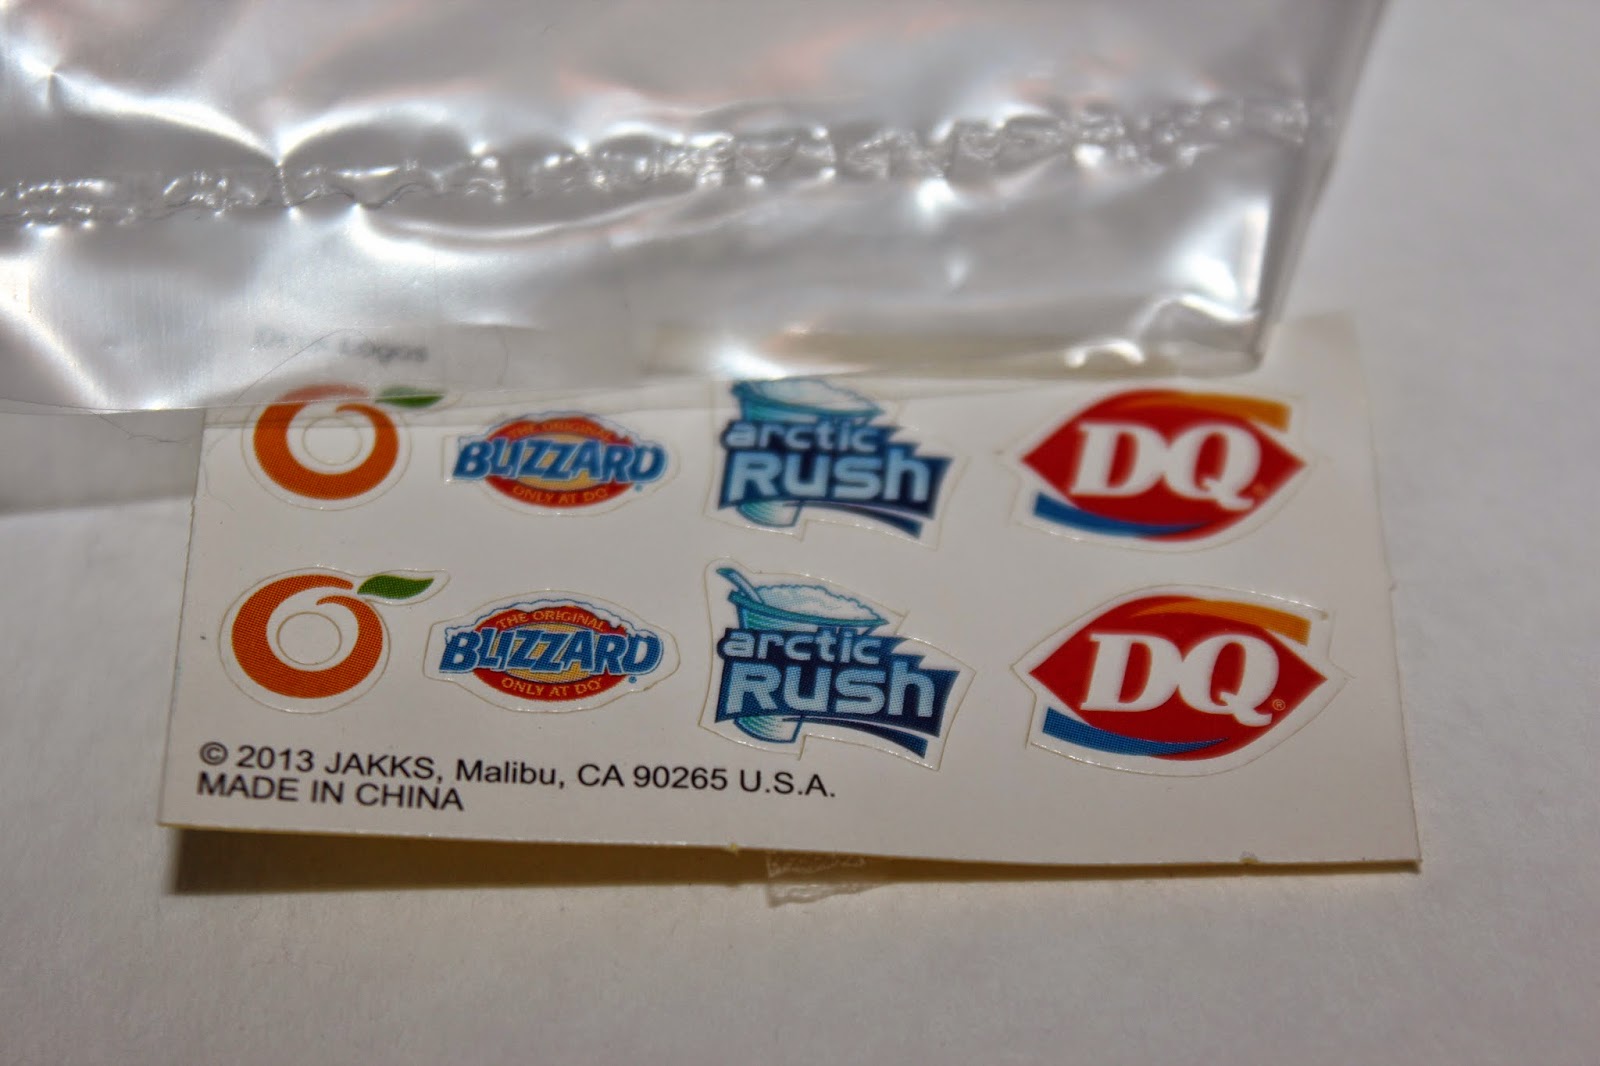 Logos
THE ORIGINAL
BLIZZARD
ONLY AT DQ
arctic
Rush
DQ
THE ORIGINAL
BLIZZARD®
ONLY AT DQ
arctic
Rush
DQ®
© 2013 JAKKS, Malibu, CA 90265 U.S.A.
MADE IN CHINA